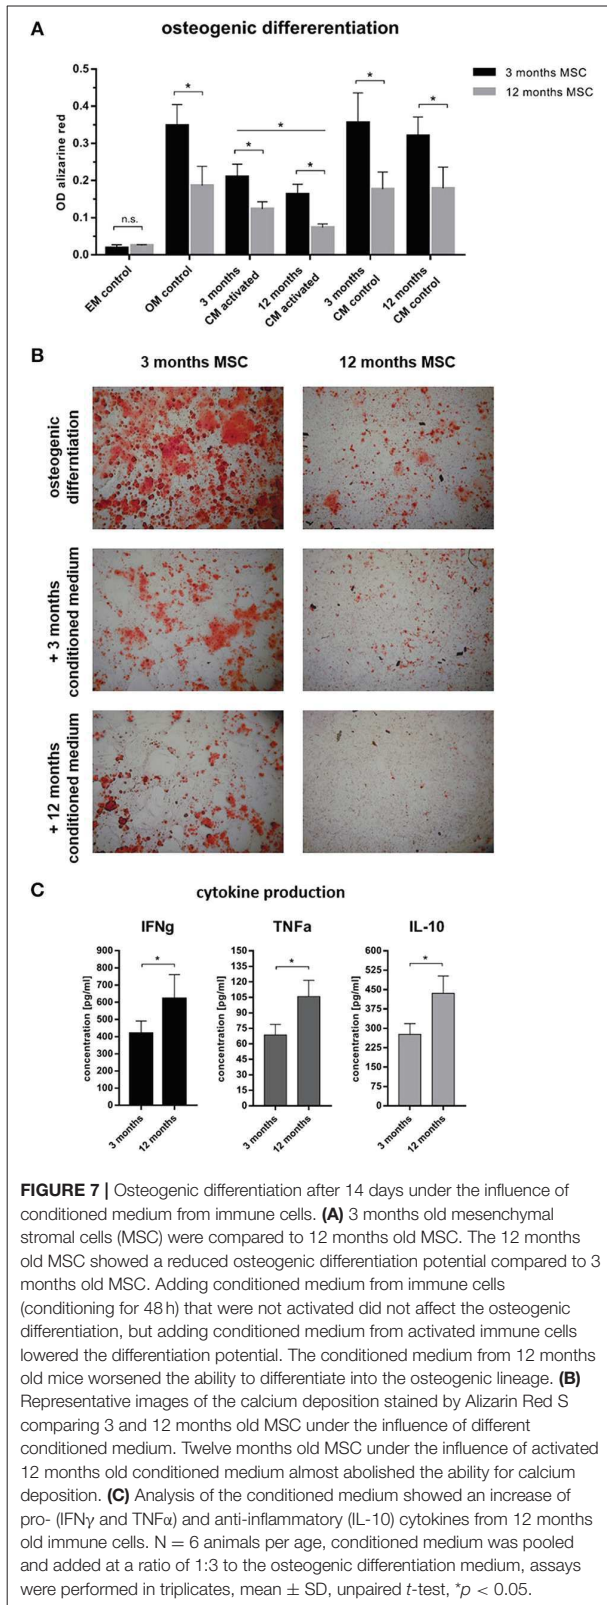 A
osteogenic differerentiation
0.5
0.4
0.3
0.2
0.1
0.0
OD alizarine red
3 months MSC
12 months MSC
n.s.
*
*
*
*
*
*
EM control
OM control
3 months
CM activated
12 months
CM activated
3 months
CM control
12 months
CM control
B
3 months MSC
12 months MSC
osteogenic
differntiation
+ 3 months
conditioned medium
+ 12 months
conditioned medium
C
cytokine production
IFNg
concentration [pg/ml]
900
800
700
600
500
400
300
200
100
0
*
3 months
12 months
TNFa
concentration [pg/ml]
150
135
120
105
90
75
60
45
30
15
0
*
3 months
12 months
IL-10
concentration [pg/ml]
600
525
450
375
300
225
150
75
0
*
3 months
12 months
FIGURE 7 | Osteogenic differentiation after 14 days under the influence of
conditioned medium from immune cells. (A) 3 months old mesenchymal
stromal cells (MSC) were compared to 12 months old MSC. The 12 months
old MSC showed a reduced osteogenic differentiation potential compared to 3
months old MSC. Adding conditioned medium from immune cells
(conditioning for 48 h) that were not activated did not affect the osteogenic
differentiation, but adding conditioned medium from activated immune cells
lowered the differentiation potential. The conditioned medium from 12 months
old mice worsened the ability to differentiate into the osteogenic lineage. (B)
Representative images of the calcium deposition stained by Alizarin Red S
comparing 3 and 12 months old MSC under the influence of different
conditioned medium. Twelve months old MSC under the influence of activated
12 months old conditioned medium almost abolished the ability for calcium
deposition. (C) Analysis of the conditioned medium showed an increase of
pro- (IFNγ and TNFα) and anti-inflammatory (IL-10) cytokines from 12 months
old immune cells. N = 6 animals per age, conditioned medium was pooled
and added at a ratio of 1:3 to the osteogenic differentiation medium, assays
were performed in triplicates, mean ± SD, unpaired t-test, *p < 0.05.